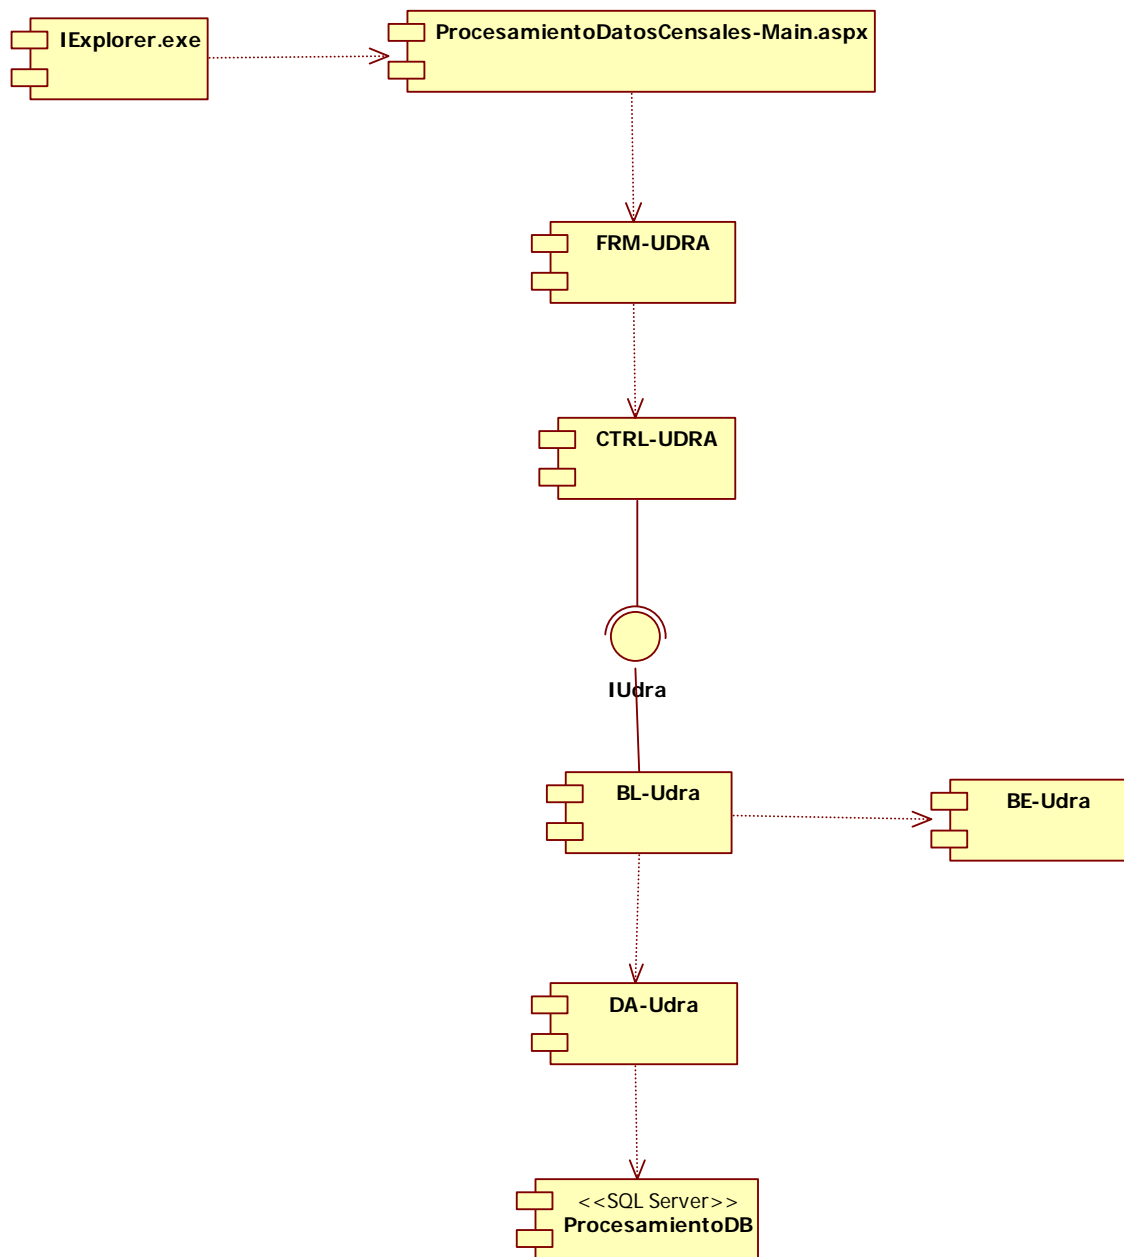 IExplorer.exe
ProcesamientoDatosCensales-Main.aspx
FRM-UDRA
CTRL-UDRA
IUdra
BL-Udra
BE-Udra
DA-Udra
<<SQL Server>>
ProcesamientoDB